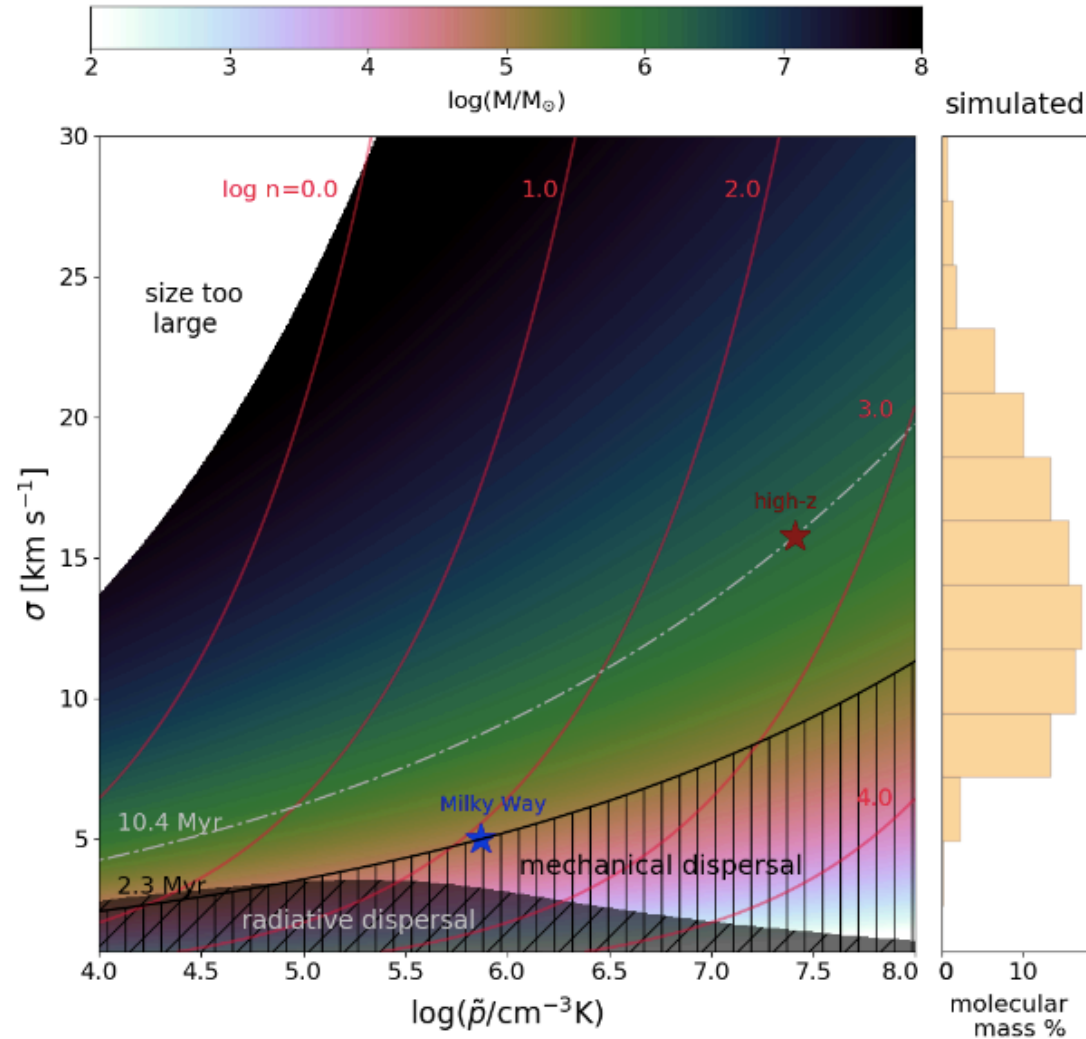 2 3 4 5 6 7 8
log(M/M☉)
simulated
30
25
20
15
10
5
σ [km s⁻¹]
log n=0.0
1.0
2.0
3.0
4.0
size too
large
high-z
Milky Way
10.4 Myr
2.3 Myr
mechanical dispersal
radiative dispersal
4.0 4.5 5.0 5.5 6.0 6.5 7.0 7.5 8.0
log(p̃/cm⁻³K)
0 10
molecular
mass %